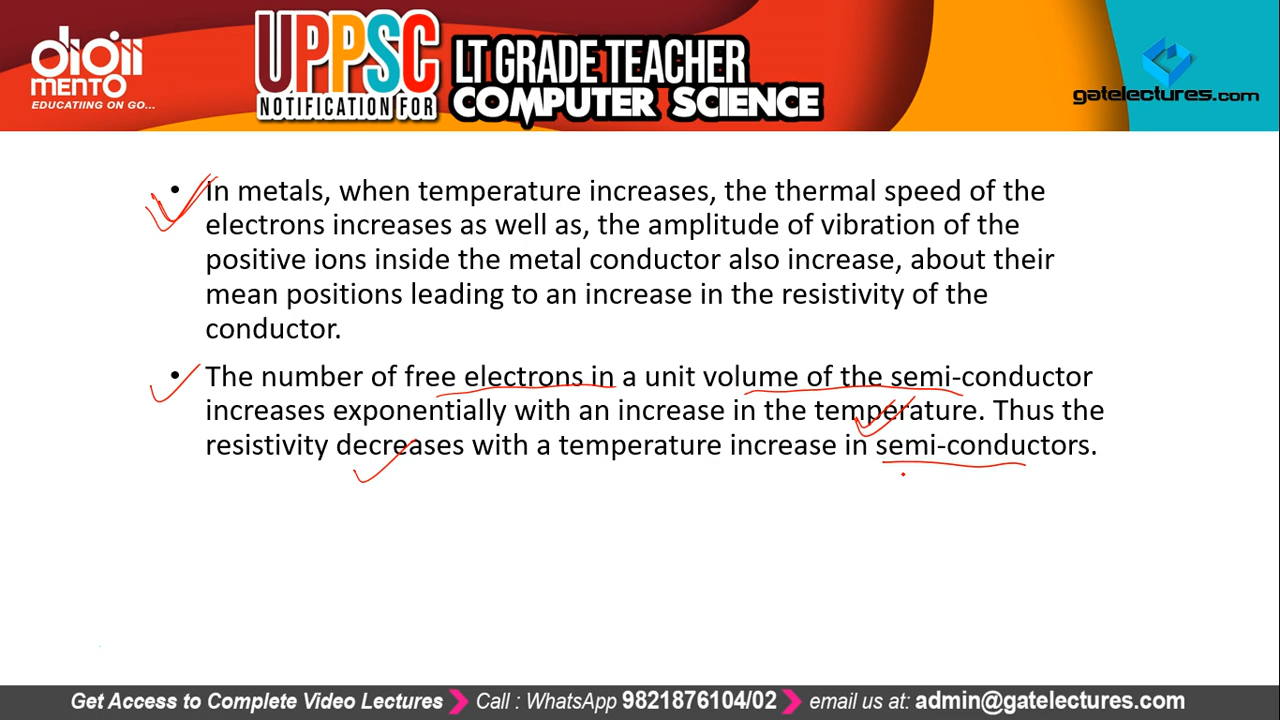 digii
MENTO
EDUCATIING ON GO...
UPPSC
NOTIFICATION FOR
LT GRADE TEACHER
COMPUTER SCIENCE
gatelectures.com
• In metals, when temperature increases, the thermal speed of the
electrons increases as well as, the amplitude of vibration of the
positive ions inside the metal conductor also increase, about their
mean positions leading to an increase in the resistivity of the
conductor.
• The number of free electrons in a unit volume of the semi-conductor
increases exponentially with an increase in the temperature. Thus the
resistivity decreases with a temperature increase in semi-conductors.
Get Access to Complete Video Lectures Call : WhatsApp 9821876104/02 email us at: admin@gatelectures.com